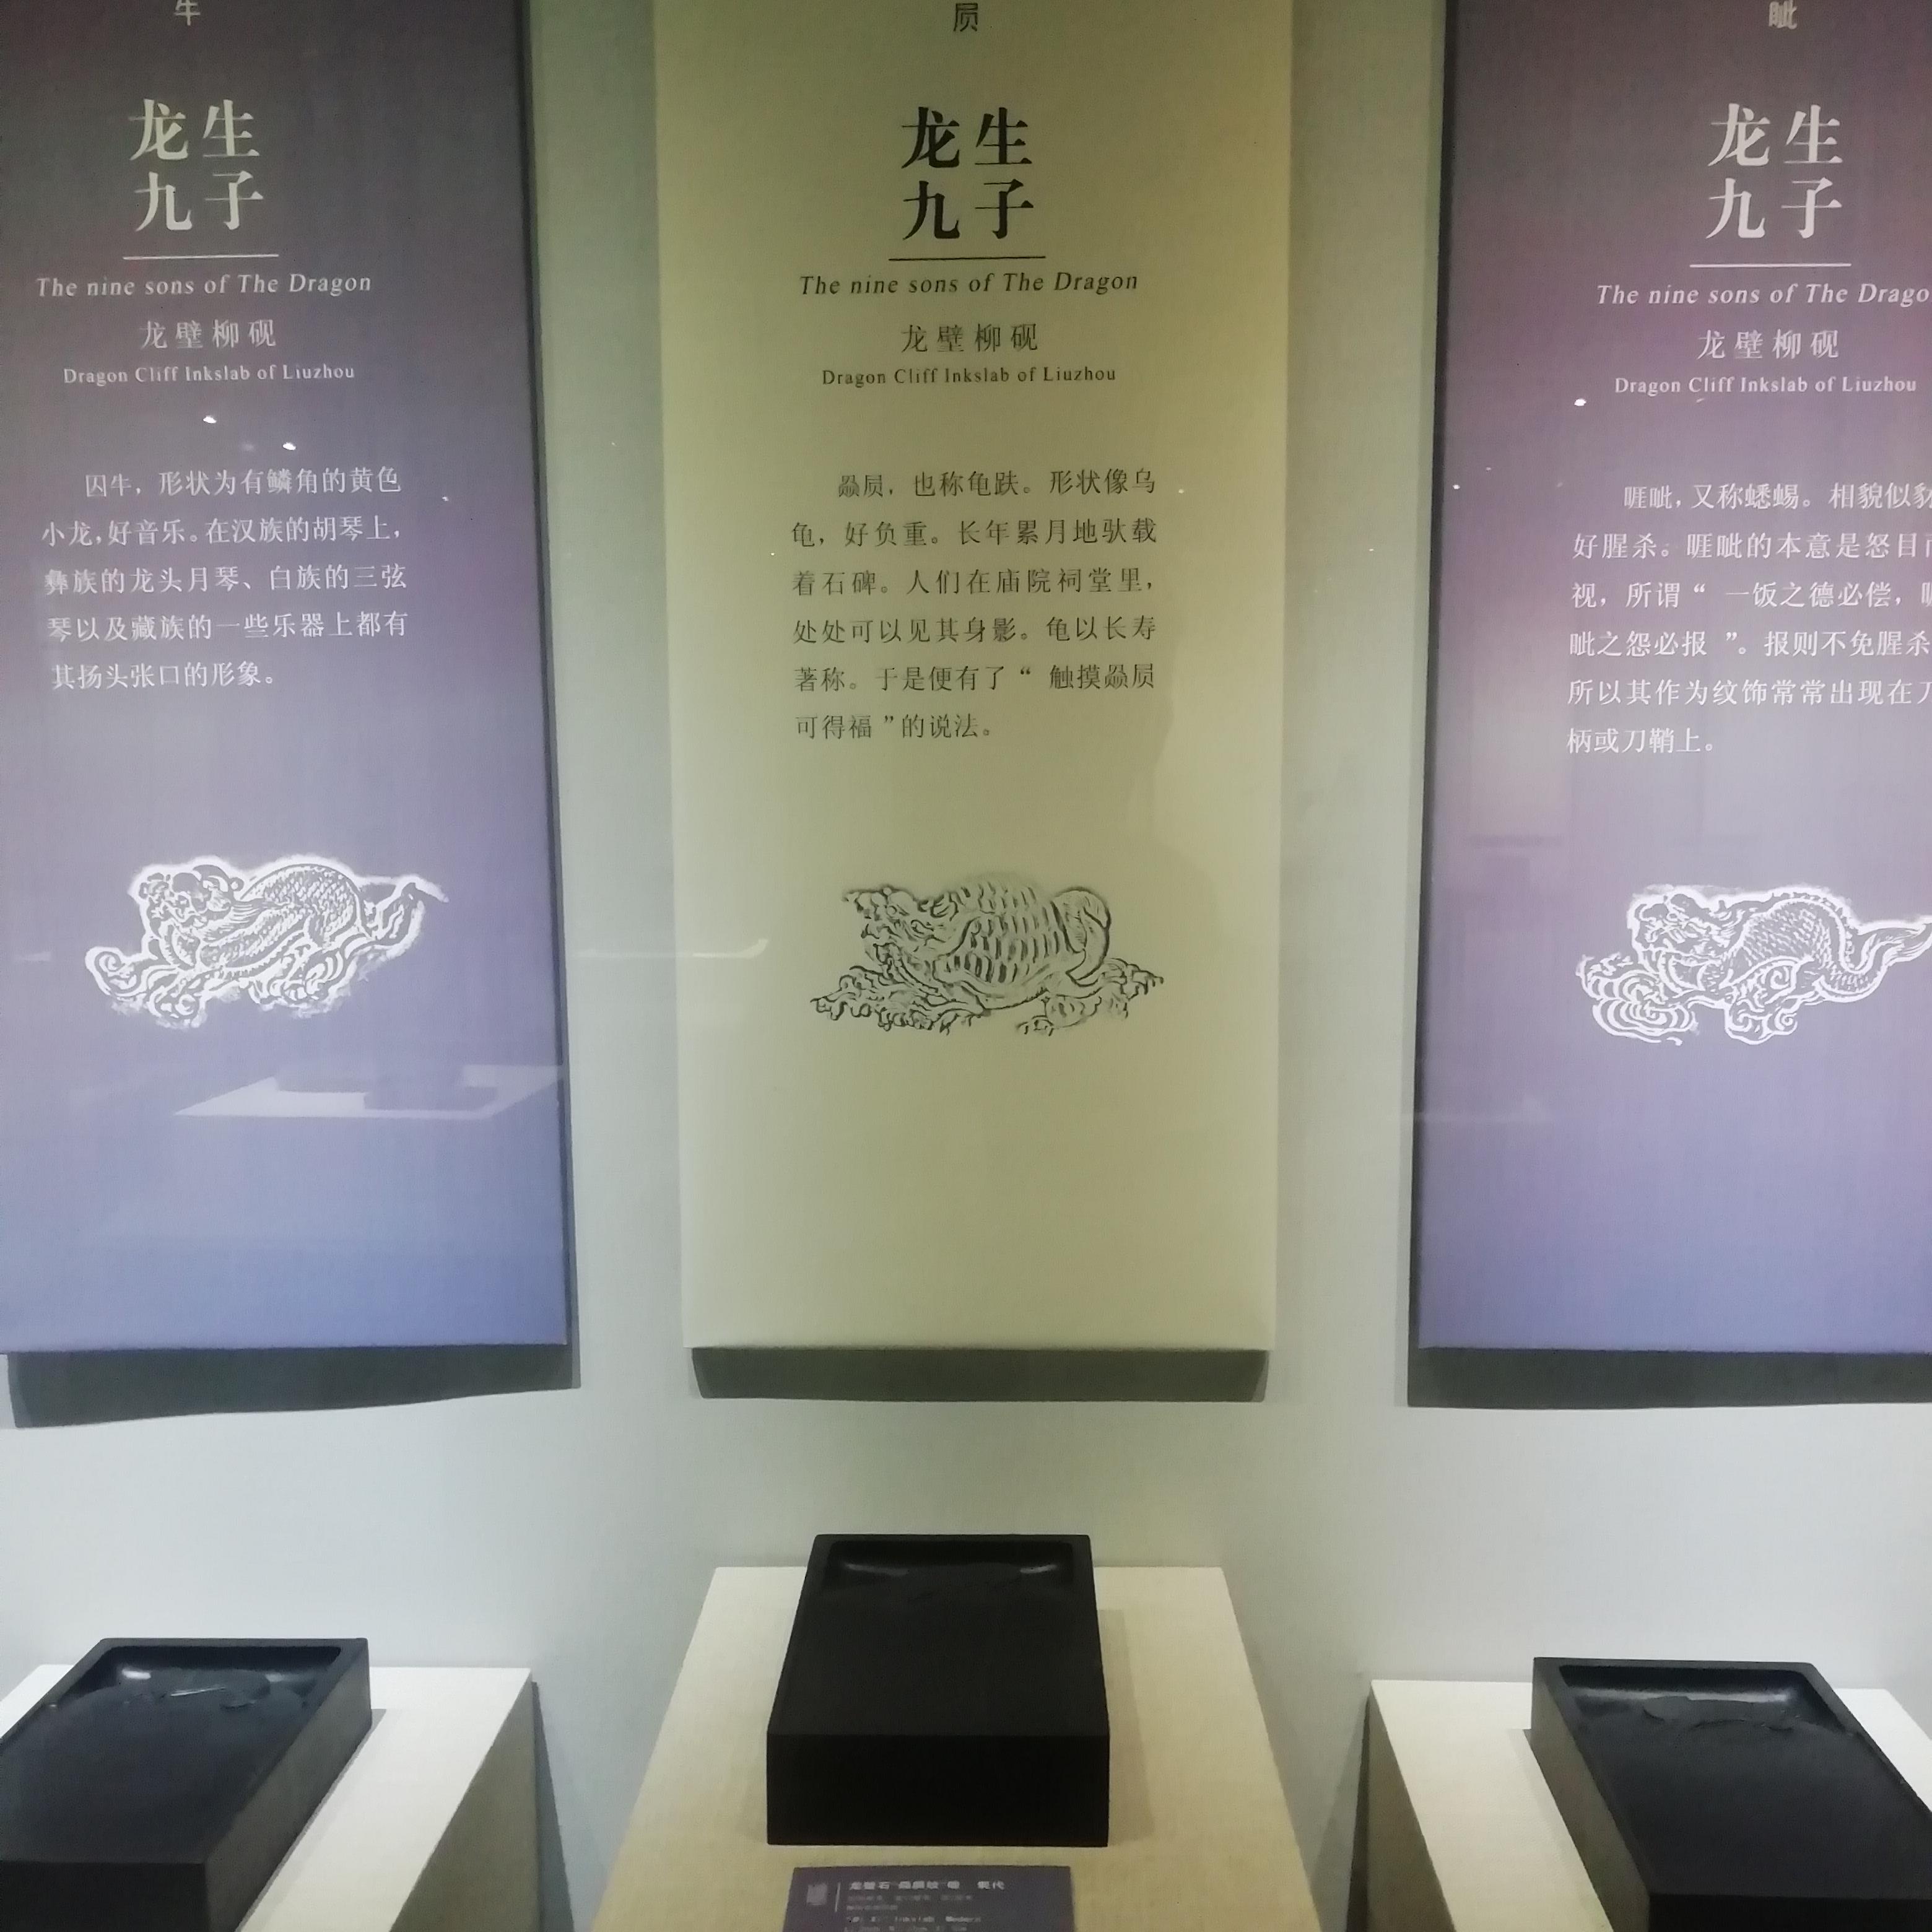 牛
龙生
九子
The nine sons of The Dragon
龙壁柳砚
Dragon Cliff Inkslab of Liuzhou
囚牛，形状为有鳞角的黄色
小龙，好音乐。在汉族的胡琴上，
彝族的龙头月琴、白族的三弦
琴以及藏族的一些乐器上都有
其扬头张口的形象。
屃
龙生
九子
The nine sons of The Dragon
龙壁柳砚
Dragon Cliff Inkslab of Liuzhou
赑屃，也称龟趺。形状像乌
龟，好负重。长年累月地驮载
着石碑。人们在庙院祠堂里，
处处可以见其身影。龟以长寿
著称。于是便有了“ 触摸赑屃
可得福 ”的说法。
眦
龙生
九子
The nine sons of The Drago
龙壁柳砚
Dragon Cliff Inkslab of Liuzhou
睚眦，又称蟋蜴。相貌似豺
好腥杀。睚眦的本意是怒目而
视，所谓“ 一饭之德必偿，睚
眦之怨必报 ”。报则不免腥杀
所以其作为纹饰常常出现在刀
柄或刀鞘上。
龙壁石